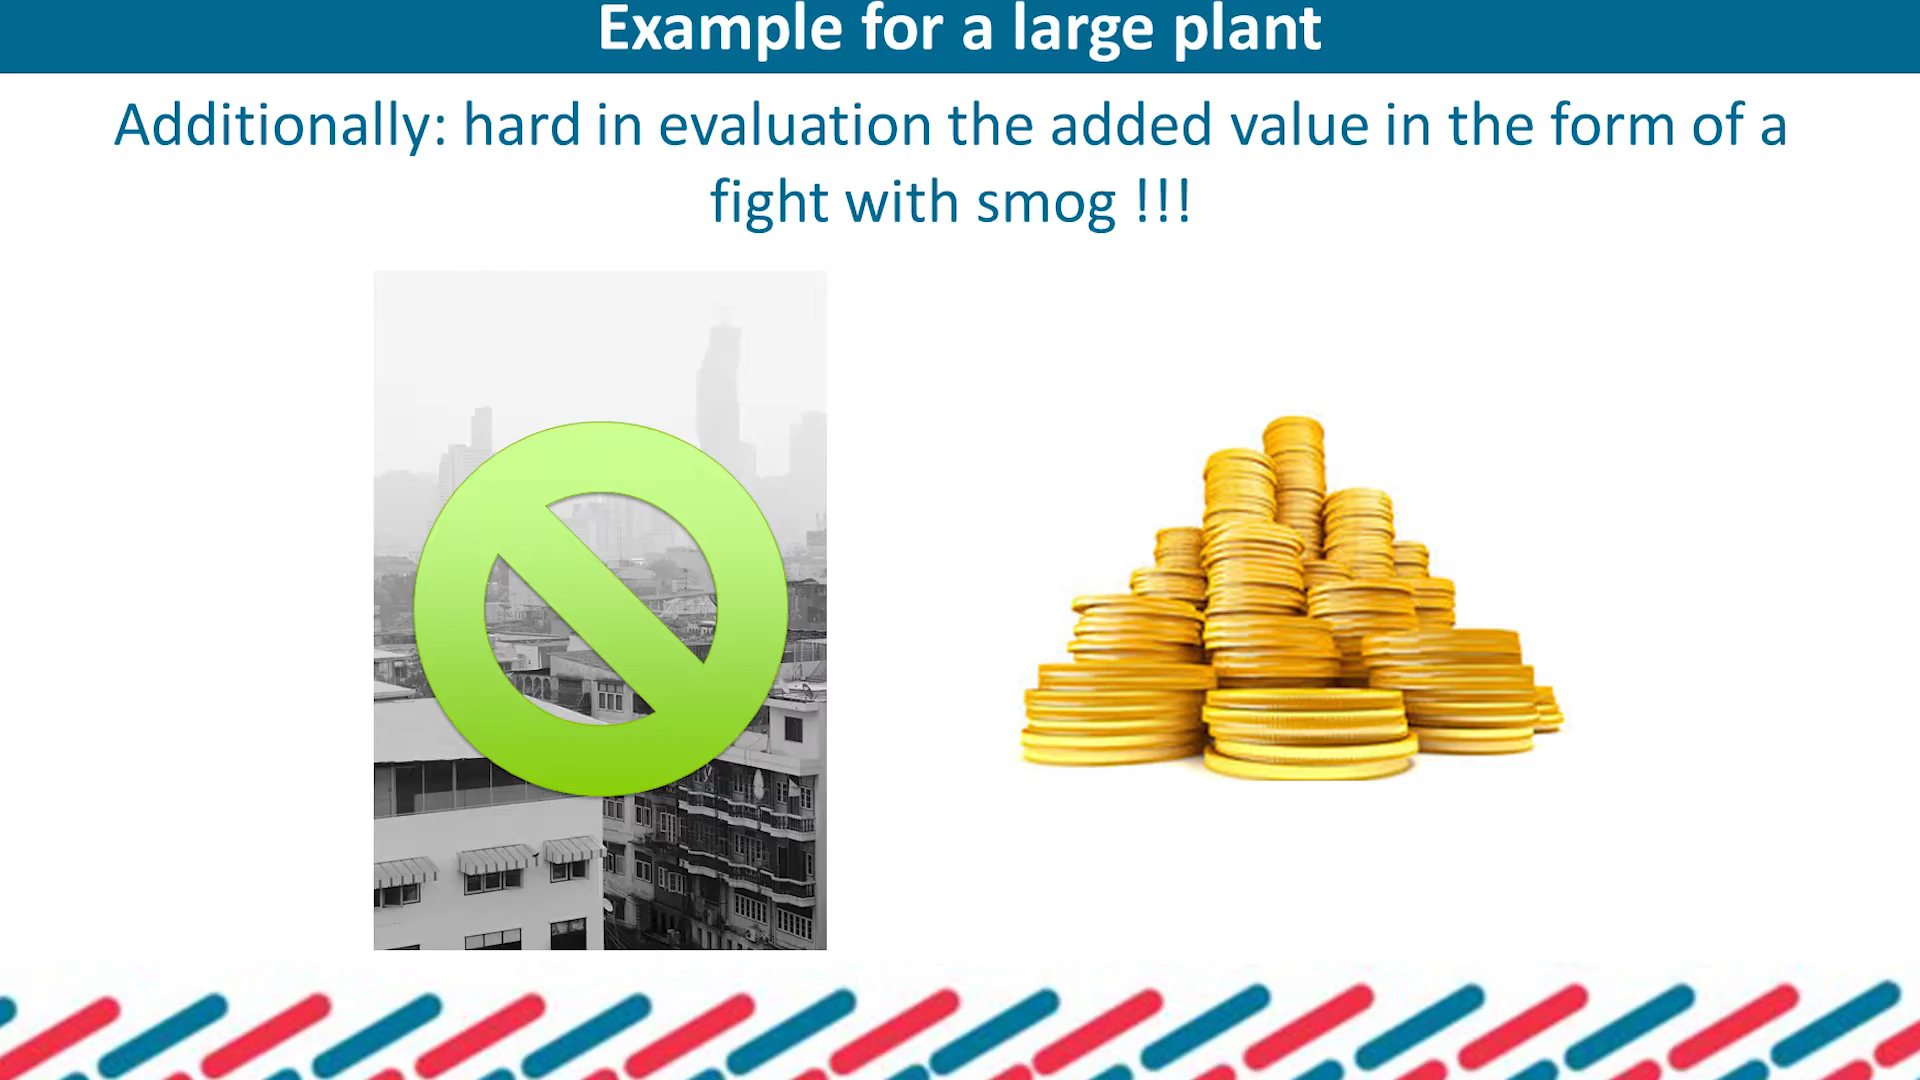 Example for a large plant
Additionally: hard in evaluation the added value in the form of a
fight with smog !!!